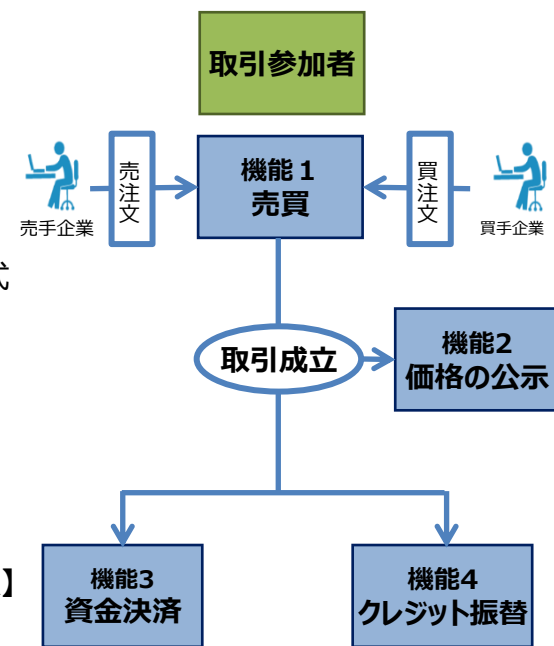 取引参加者
機能１
売買
売注文
買注文
売手企業
買手企業
式
取引成立
機能2
価格の公示
】
機能3
資金決済
機能4
クレジット振替